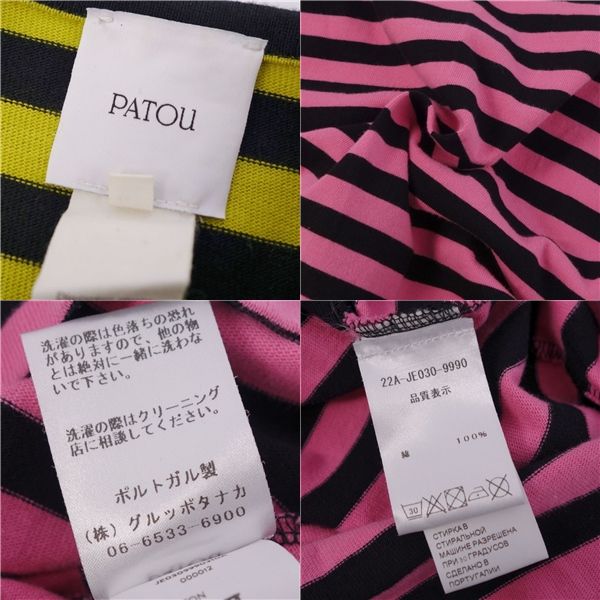 PATOU
洗濯の際は色落ちの恐れ
がありますので、他の物
とは絶対に一緒に洗わな
いで下さい。
洗濯の際はクリーニング
店に相談してください。
ポルトガル製
(株)グルッポタナカ
06-6533-6900
000012
22A-JE030-9990
品質表示
綿 100%
30
СТИРКА В
СТИРАЛЬНОЙ
МАШИНЕ РАЗРЕШЕНА
ПРИ 30 ГРАДУСОВ
СДЕЛАНО В
ПОРТУГАЛИИ